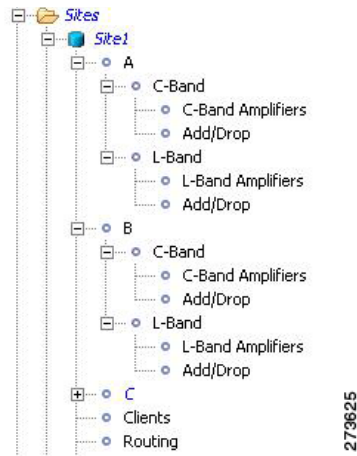 Sites
Site1
A
C-Band
C-Band Amplifiers
Add/Drop
L-Band
L-Band Amplifiers
Add/Drop
B
C-Band
C-Band Amplifiers
Add/Drop
L-Band
L-Band Amplifiers
Add/Drop
C
Clients
Routing
273625